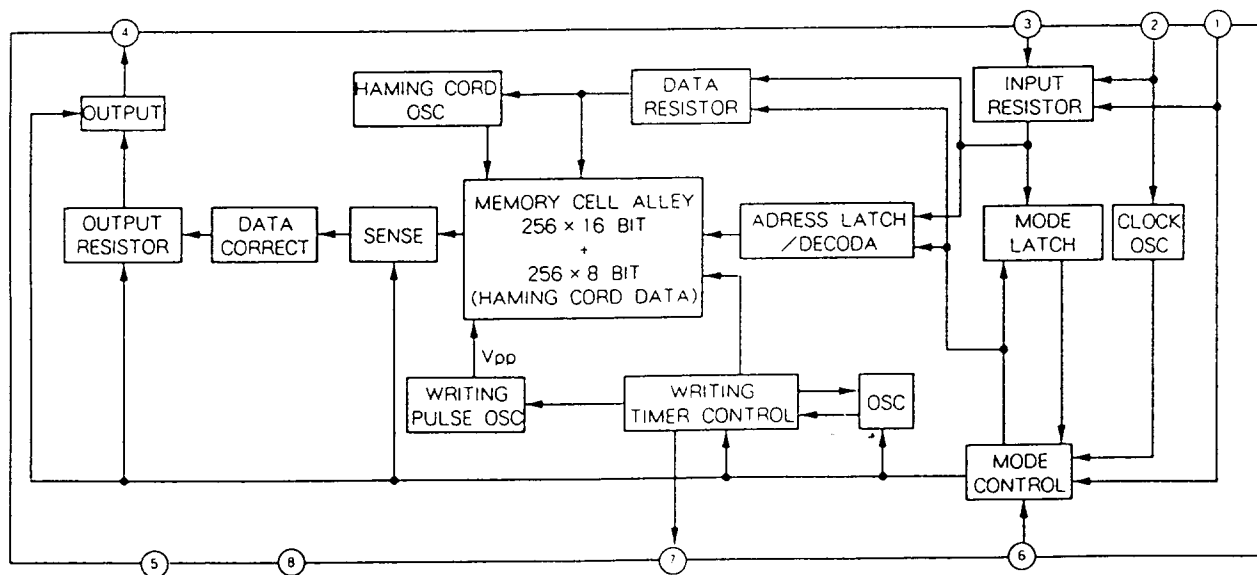 4
3
2
1
HAMING CORD
OSC
DATA
RESISTOR
INPUT
RESISTOR
OUTPUT
OUTPUT
RESISTOR
DATA
CORRECT
SENSE
MEMORY CELL ALLEY
256 × 16 BIT
+
256 × 8 BIT
(HAMING CORD DATA)
ADRESS LATCH
/DECODA
MODE
LATCH
CLOCK
OSC
Vpp
WRITING
PULSE OSC
WRITING
TIMER CONTROL
OSC
MODE
CONTROL
5
8
7
6